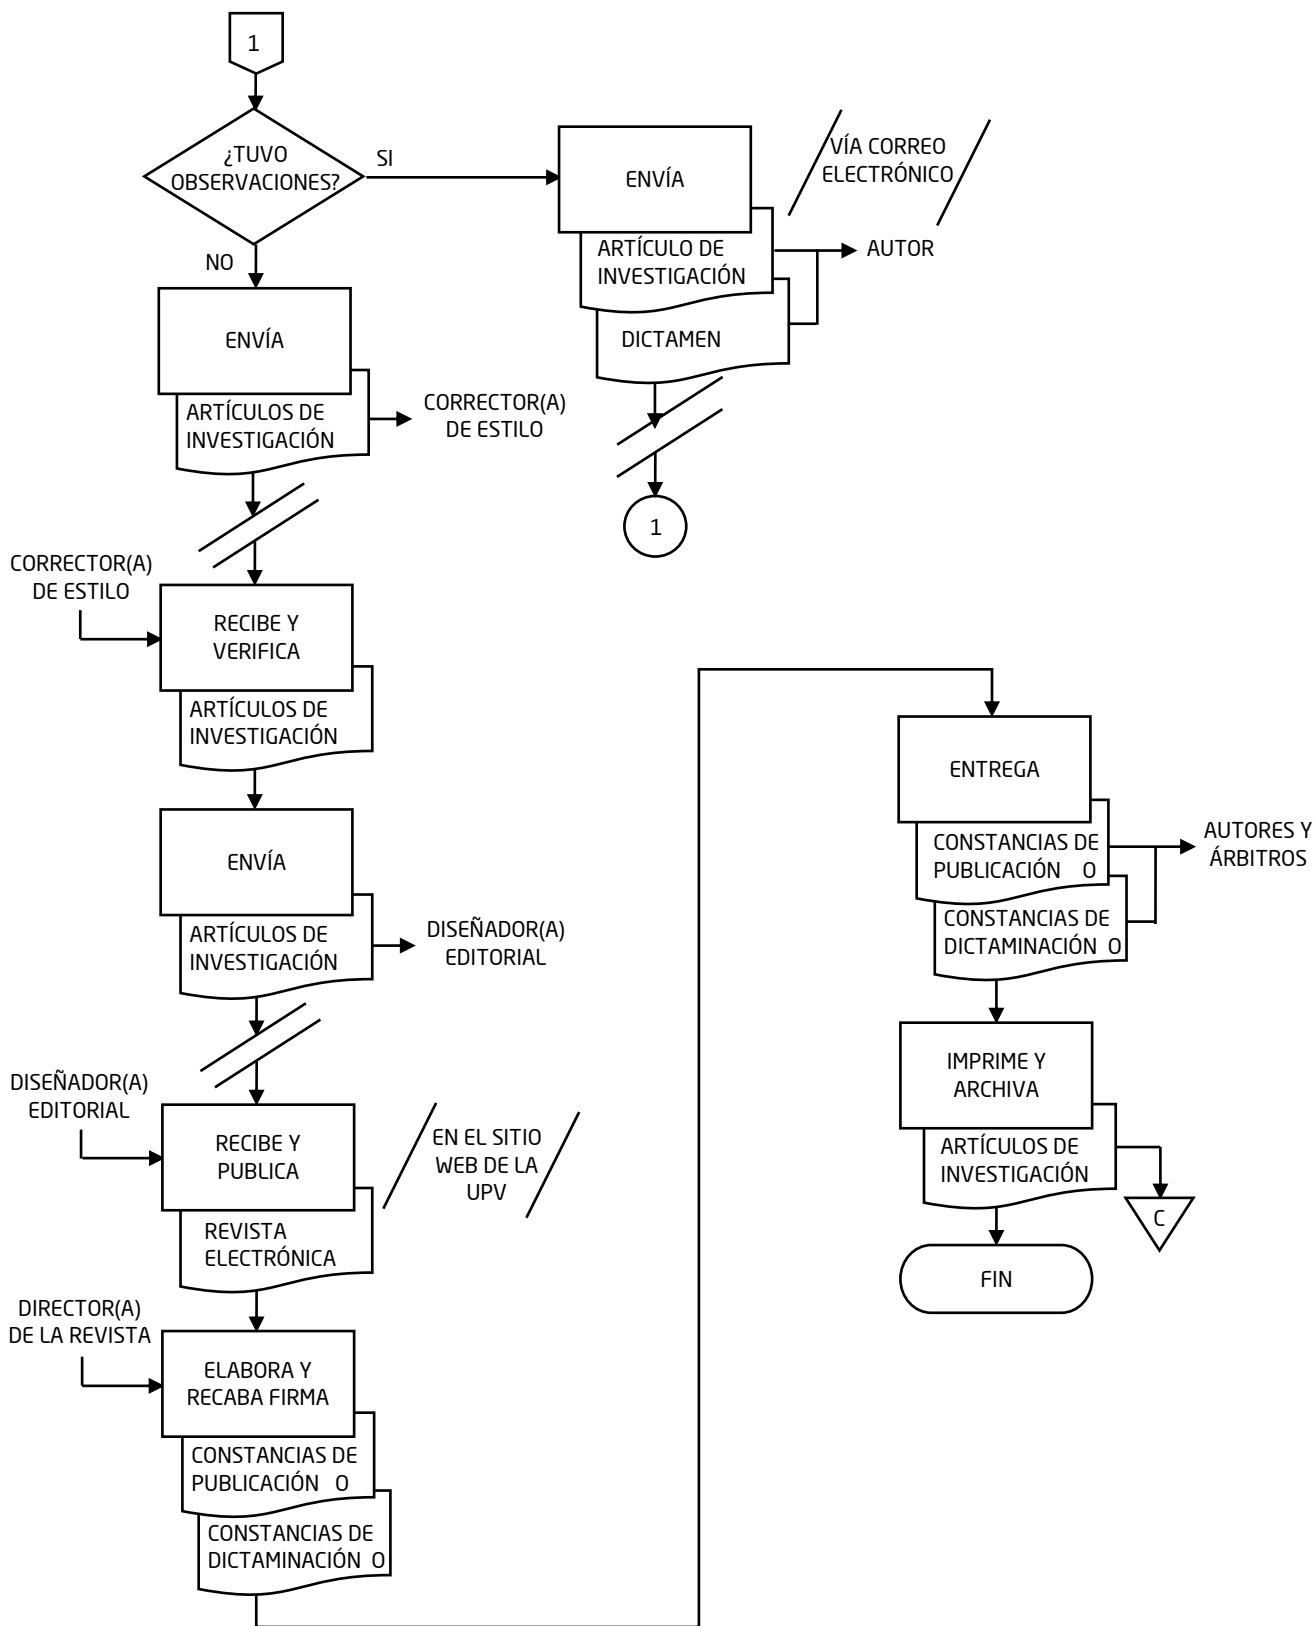 1
¿TUVO
OBSERVACIONES?
SI
NO
ENVÍA
VÍA CORREO
ELECTRÓNICO
ARTÍCULO DE
INVESTIGACIÓN
AUTOR
DICTAMEN
1
ENVÍA
ARTÍCULOS DE
INVESTIGACIÓN
CORRECTOR(A)
DE ESTILO
CORRECTOR(A)
DE ESTILO
RECIBE Y
VERIFICA
ARTÍCULOS DE
INVESTIGACIÓN
ENVÍA
ARTÍCULOS DE
INVESTIGACIÓN
DISEÑADOR(A)
EDITORIAL
DISEÑADOR(A)
EDITORIAL
RECIBE Y
PUBLICA
EN EL SITIO
WEB DE LA
UPV
REVISTA
ELECTRÓNICA
DIRECTOR(A)
DE LA REVISTA
ELABORA Y
RECABA FIRMA
CONSTANCIAS DE
PUBLICACIÓN O
CONSTANCIAS DE
DICTAMINACIÓN O
ENTREGA
CONSTANCIAS DE
PUBLICACIÓN O
CONSTANCIAS DE
DICTAMINACIÓN O
AUTORES Y
ÁRBITROS
IMPRIME Y
ARCHIVA
ARTÍCULOS DE
INVESTIGACIÓN
C
FIN